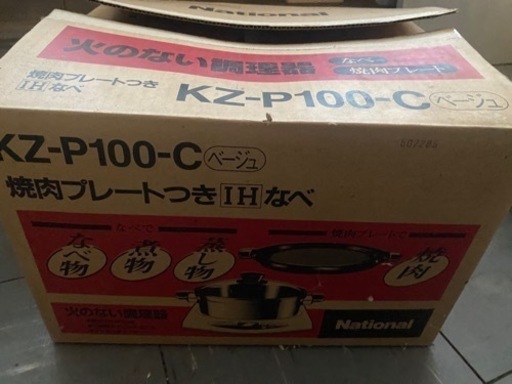 National
火のない調理器
なべ
焼肉プレート
焼肉プレートつき
IHなべ
KZ-P100-C ベージュ
KZ-P100-C ベージュ
焼肉プレートつきIHなべ
なべで
焼肉プレートで
なべ物
煮物
蒸し物
焼肉
火のない調理器
National